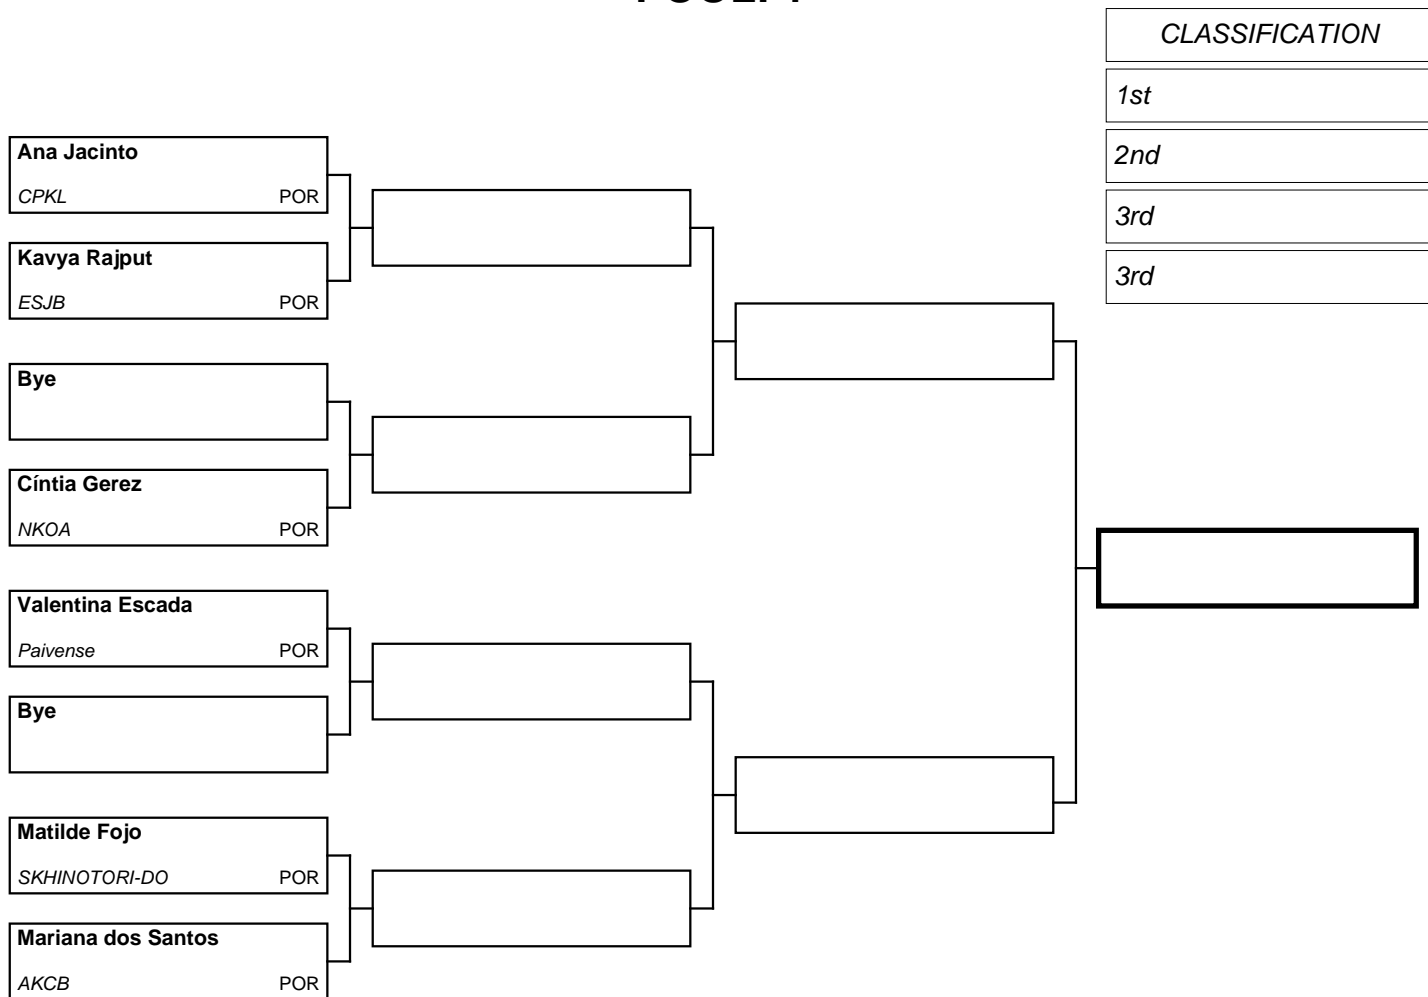 CLASSIFICATION
1st
2nd
3rd
3rd
Ana Jacinto
CPKL POR
Kavya Rajput
ESJB POR
Bye
Cíntia Gerez
NKOA POR
Valentina Escada
Paivense POR
Bye
Matilde Fojo
SKHINOTORI-DO POR
Mariana dos Santos
AKCB POR